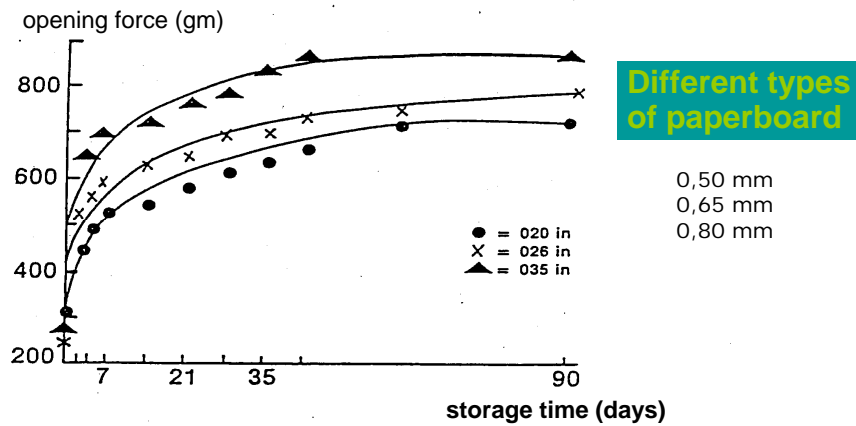 opening force (gm)
800
600
400
200
7 21 35 90
storage time (days)
● = 020 in
× = 026 in
▲ = 035 in
Different types
of paperboard
0,50 mm
0,65 mm
0,80 mm